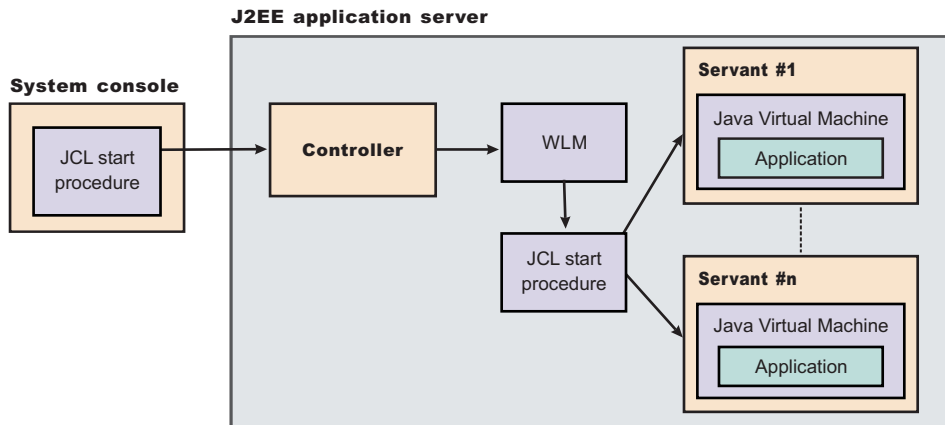 J2EE application server
System console
JCL start
procedure
Controller
WLM
JCL start
procedure
Servant #1
Java Virtual Machine
Application
Servant #n
Java Virtual Machine
Application